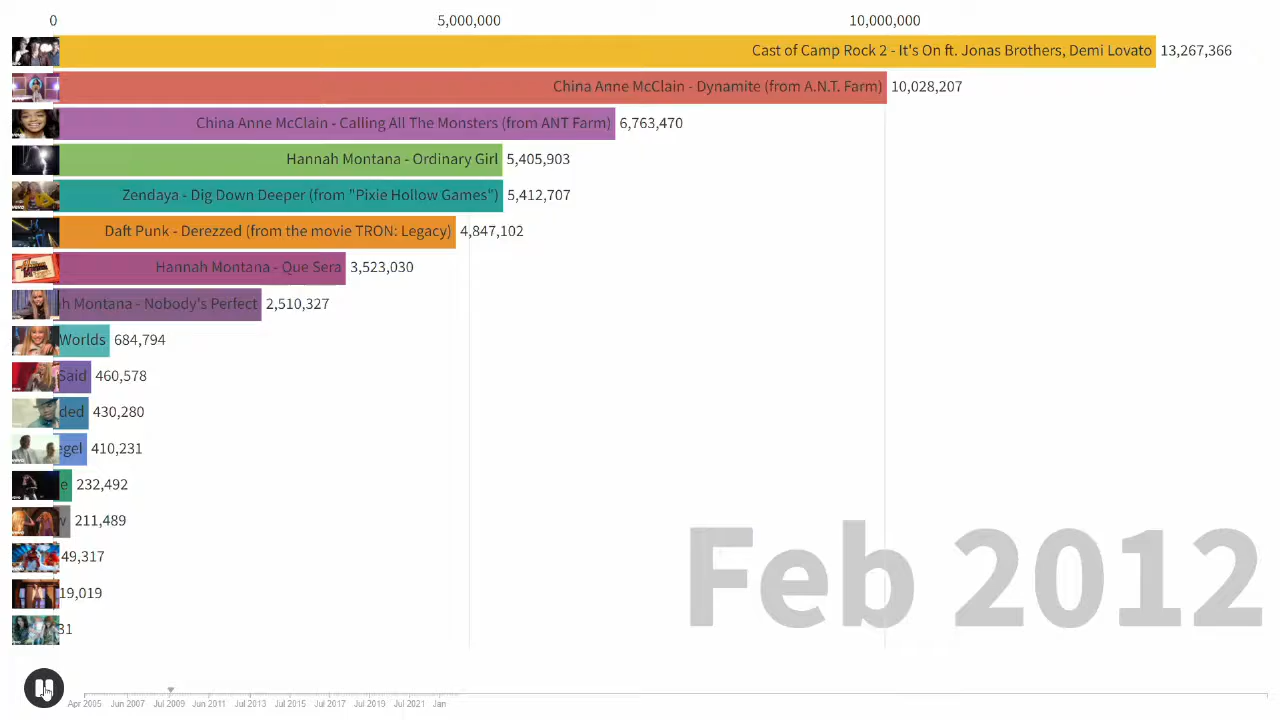 0 5,000,000 10,000,000
Cast of Camp Rock 2 - It's On ft. Jonas Brothers, Demi Lovato 13,267,366
China Anne McClain - Dynamite (from A.N.T. Farm) 10,028,207
China Anne McClain - Calling All The Monsters (from ANT Farm) 6,763,470
Hannah Montana - Ordinary Girl 5,405,903
Zendaya - Dig Down Deeper (from "Pixie Hollow Games") 5,412,707
Daft Punk - Derezzed (from the movie TRON: Legacy) 4,847,102
Hannah Montana - Que Sera 3,523,030
h Montana - Nobody's Perfect 2,510,327
Worlds 684,794
Said 460,578
ded 430,280
egel 410,231
e 232,492
w 211,489
49,317
19,019
31
Feb 2012
Apr 2005 Jun 2007 Jul 2009 Jun 2011 Jul 2013 Jul 2015 Jul 2017 Jul 2019 Jul 2021 Jan